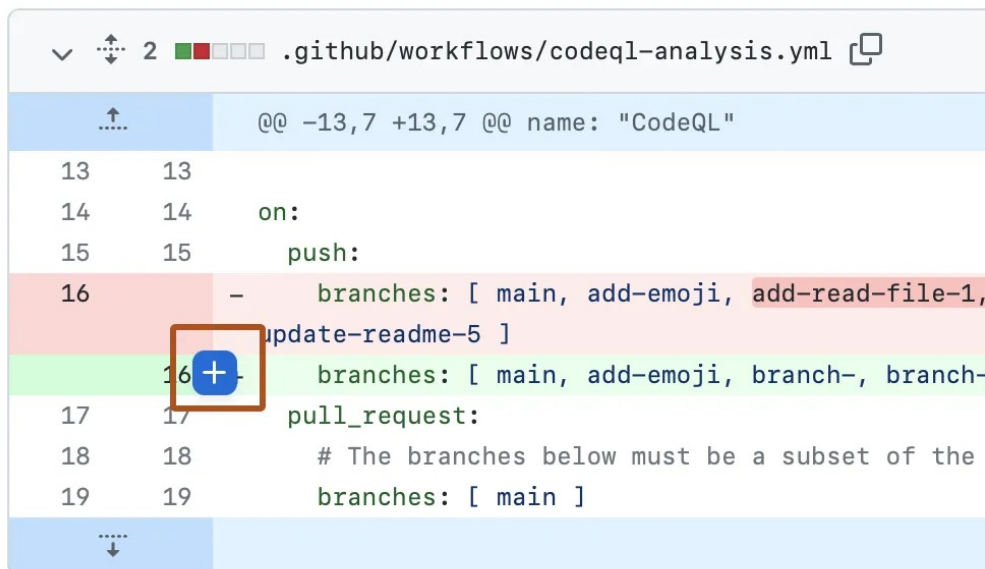 2 .github/workflows/codeql-analysis.yml
@@ -13,7 +13,7 @@ name: "CodeQL"
13 13
14 14 on:
15 15 push:
16 - branches: [ main, add-emoji, add-read-file-1,
update-readme-5 ]
16 + branches: [ main, add-emoji, branch-, branch-
17 17 pull_request:
18 18 # The branches below must be a subset of the
19 19 branches: [ main ]